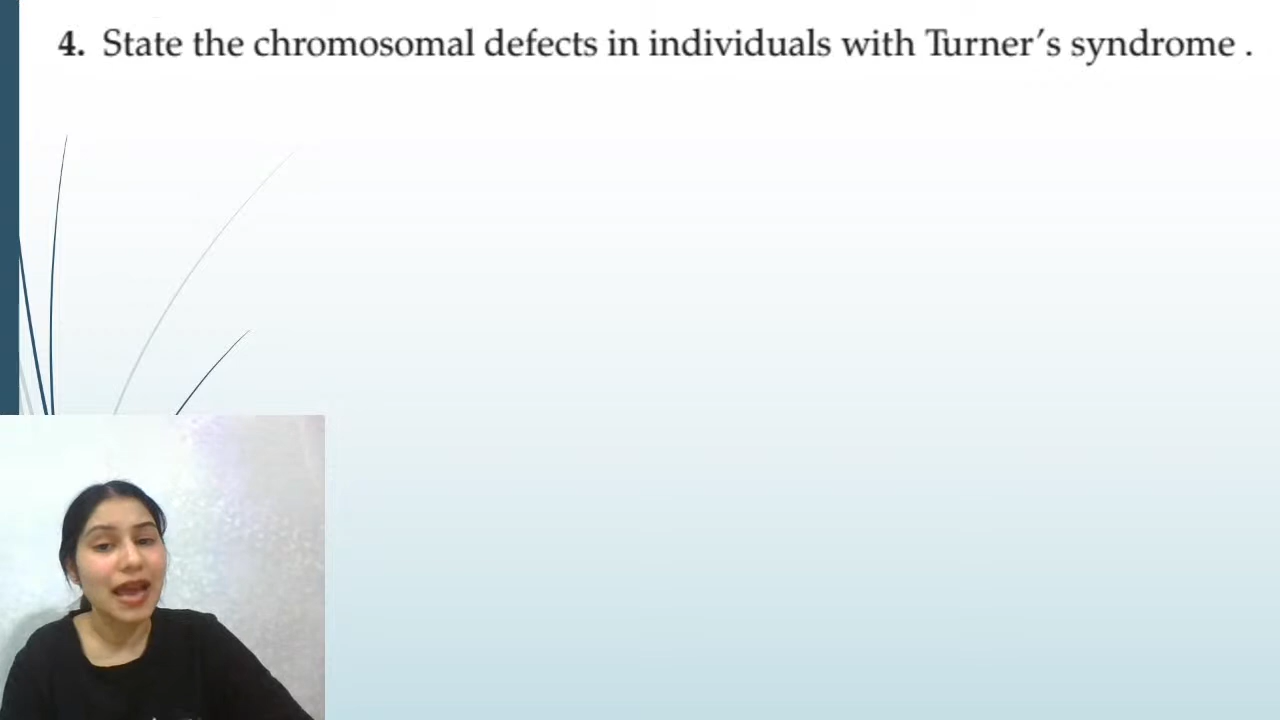 4. State the chromosomal defects in individuals with Turner's syndrome .